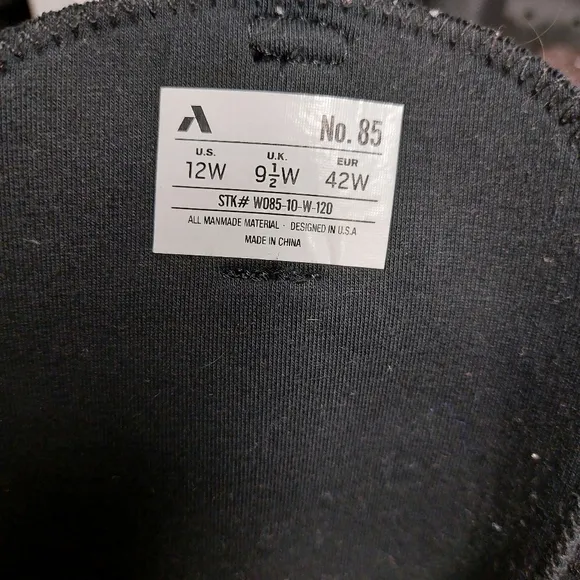 No. 85
U.S. U.K. EUR
12W 9½W 42W
STK# W085-10-W-120
ALL MANMADE MATERIAL · DESIGNED IN U.S.A
MADE IN CHINA